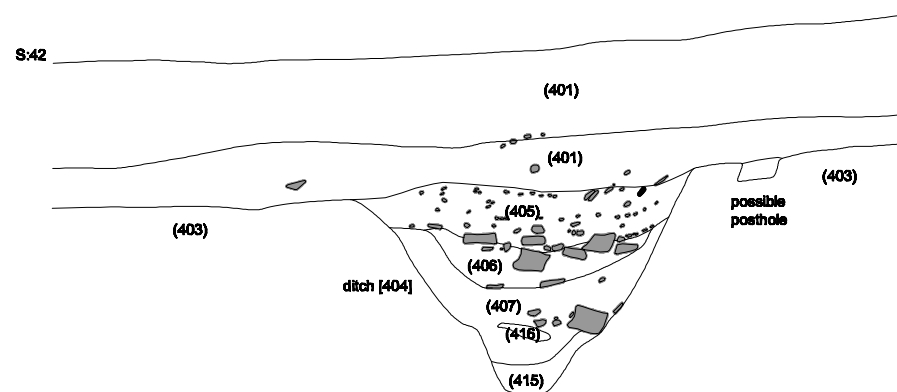 S:42
(401)
(401)
(403)
possible
posthole
(405)
(403)
(406)
ditch [404]
(407)
(416)
(415)